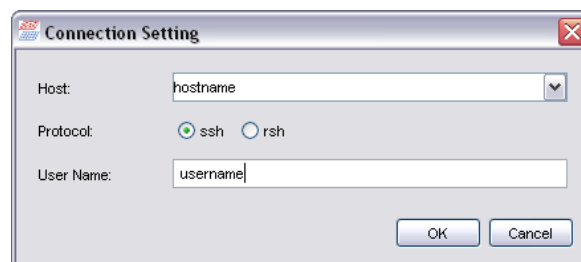 Connection Setting
Host: hostname
Protocol: ssh rsh
User Name: username
OK Cancel